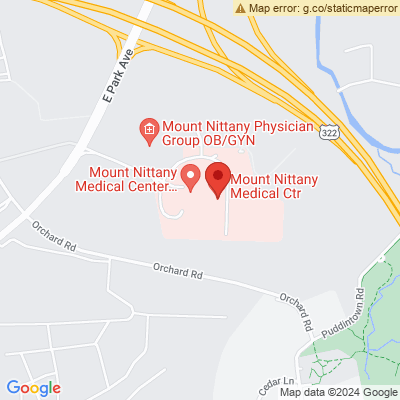 Map error: g.co/staticmaperror
E Park Ave
322
Mount Nittany Physician
Group OB/GYN
Mount Nittany
Medical Center...
Mount Nittany
Medical Ctr
Orchard Rd
Orchard Rd
Orchard Rd
Puddintown Rd
Cedar Ln
Google
Map data ©2024 Google